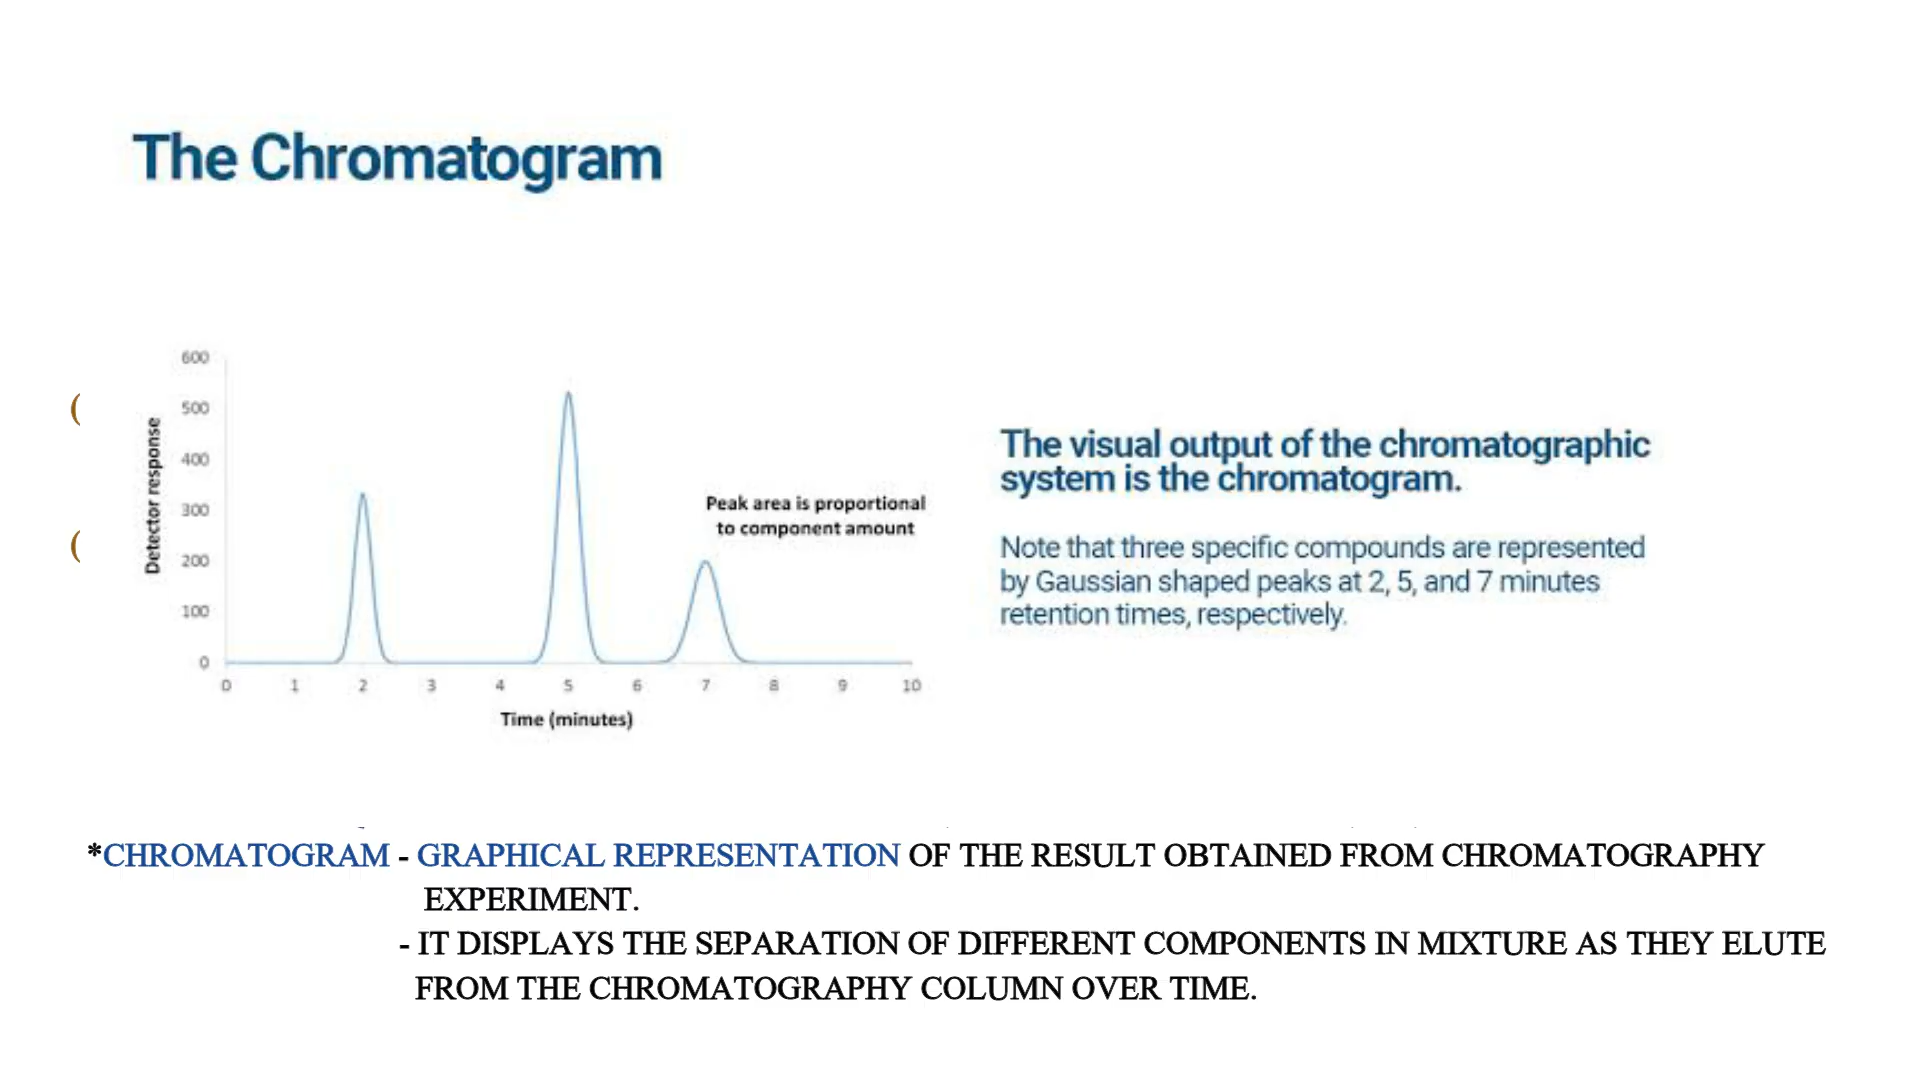 The Chromatogram
600
500
400
300
200
100
0
Detector response
0 1 2 3 4 5 6 7 8 9 10
Time (minutes)
Peak area is proportional
to component amount
The visual output of the chromatographic
system is the chromatogram.
Note that three specific compounds are represented
by Gaussian shaped peaks at 2, 5, and 7 minutes
retention times, respectively.
(
(
*CHROMATOGRAM - GRAPHICAL REPRESENTATION OF THE RESULT OBTAINED FROM CHROMATOGRAPHY
EXPERIMENT.
- IT DISPLAYS THE SEPARATION OF DIFFERENT COMPONENTS IN MIXTURE AS THEY ELUTE
FROM THE CHROMATOGRAPHY COLUMN OVER TIME.